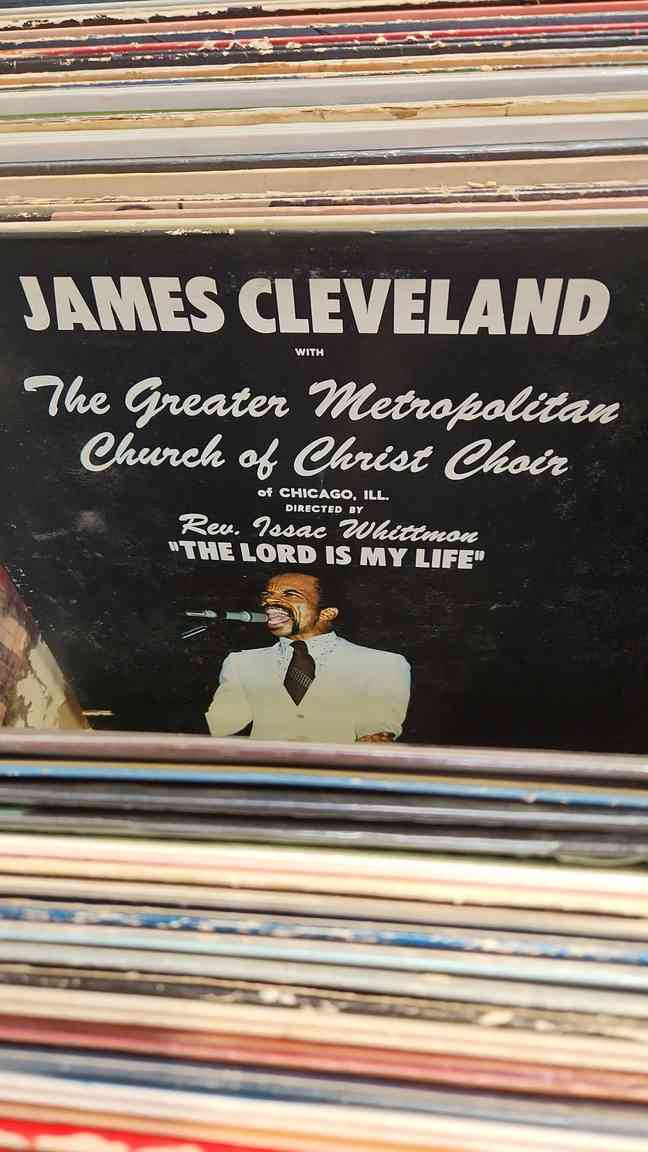 JAMES CLEVELAND
WITH
The Greater Metropolitan
Church of Christ Choir
of CHICAGO, ILL.
DIRECTED BY
Rev. Issac Whittmon
"THE LORD IS MY LIFE"